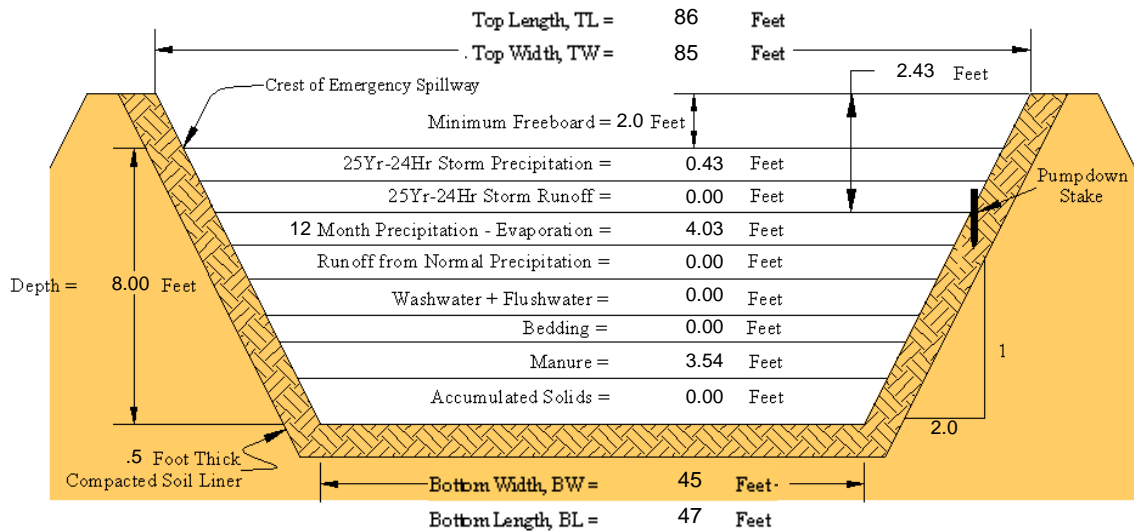 Top Length, TL = 86 Feet
. Top Width, TW = 85 Feet
2.43 Feet
Crest of Emergency Spillway
Minimum Freeboard = 2.0 Feet
25Yr-24Hr Storm Precipitation = 0.43 Feet
25Yr-24Hr Storm Runoff = 0.00 Feet
Pumpdown
Stake
12 Month Precipitation - Evaporation = 4.03 Feet
Runoff from Normal Precipitation = 0.00 Feet
Depth = 8.00 Feet
Washwater + Flushwater = 0.00 Feet
Bedding = 0.00 Feet
1
Manure = 3.54 Feet
Accumulated Solids = 0.00 Feet
2.0
.5 Foot Thick
Compacted Soil Liner
Bottom Width, BW = 45 Feet-
Bottom Length, BL = 47 Feet